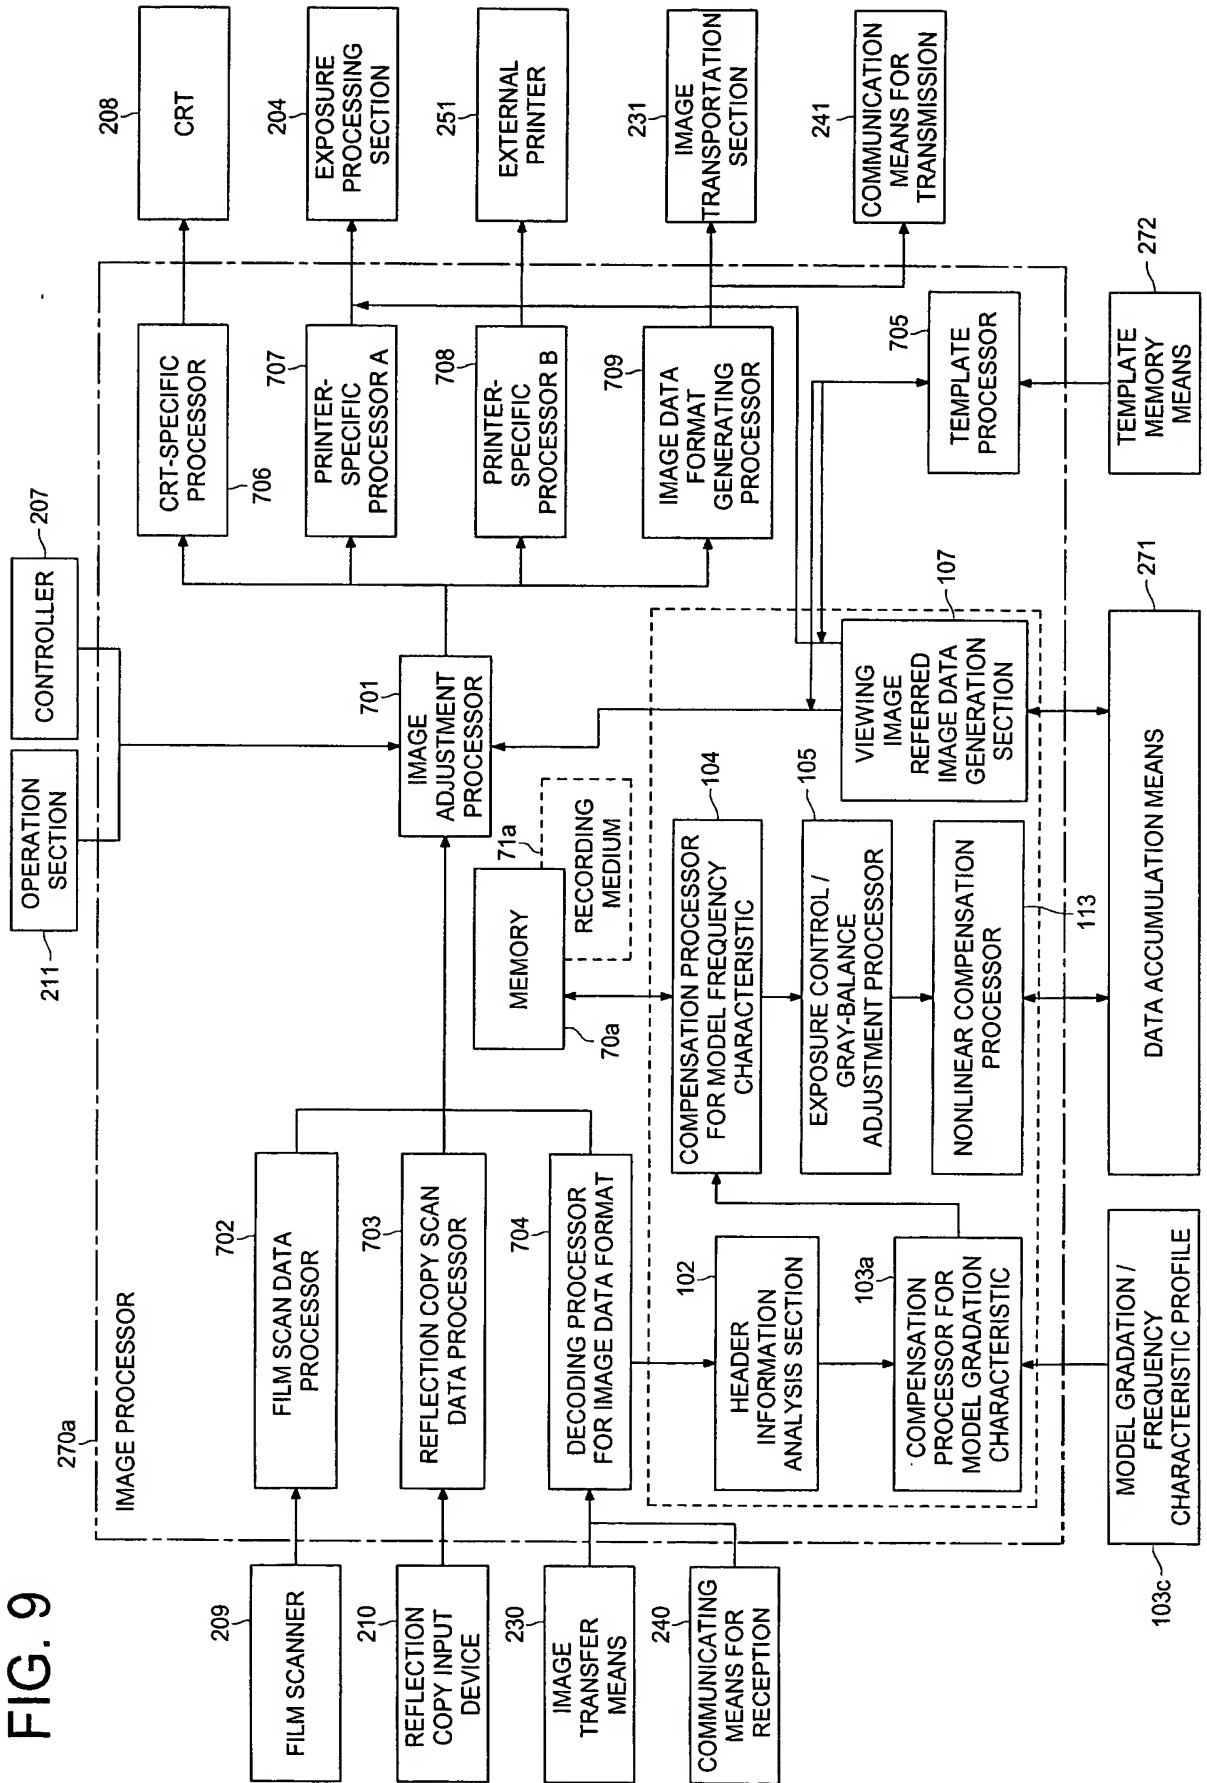 FIG. 9
211
OPERATION
SECTION
CONTROLLER
207
270a
IMAGE PROCESSOR
209
FILM SCANNER
210
REFLECTION
COPY INPUT
DEVICE
230
IMAGE
TRANSFER
MEANS
240
COMMUNICATING
MEANS FOR
RECEPTION
702
FILM SCAN DATA
PROCESSOR
703
REFLECTION COPY SCAN
DATA PROCESSOR
704
DECODING PROCESSOR
FOR IMAGE DATA FORMAT
701
IMAGE
ADJUSTMENT
PROCESSOR
71a
RECORDING
MEDIUM
MEMORY
70a
CRT-SPECIFIC
PROCESSOR
706
707
PRINTER-
SPECIFIC
PROCESSOR A
708
PRINTER-
SPECIFIC
PROCESSOR B
709
IMAGE DATA
FORMAT
GENERATING
PROCESSOR
208
CRT
204
EXPOSURE
PROCESSING
SECTION
251
EXTERNAL
PRINTER
231
IMAGE
TRANSPORTATION
SECTION
241
COMMUNICATION
MEANS FOR
TRANSMISSION
102
HEADER
INFORMATION
ANALYSIS SECTION
103a
COMPENSATION
PROCESSOR FOR
MODEL GRADATION
CHARACTERISTIC
104
COMPENSATION PROCESSOR
FOR MODEL FREQUENCY
CHARACTERISTIC
105
EXPOSURE CONTROL /
GRAY-BALANCE
ADJUSTMENT PROCESSOR
NONLINEAR COMPENSATION
PROCESSOR
113
VIEWING
IMAGE
REFERRED
IMAGE DATA
GENERATION
SECTION
107
705
TEMPLATE
PROCESSOR
272
TEMPLATE
MEMORY
MEANS
103c
MODEL GRADATION /
FREQUENCY
CHARACTERISTIC PROFILE
DATA ACCUMULATION MEANS
271